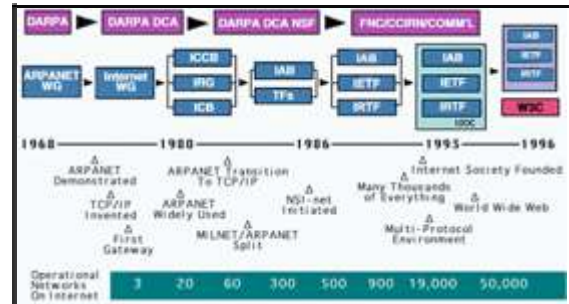 DARPA DARPA DCA DARPA DCA NSF FNC/CCIRN/COMM'L
ARPANET WG
Internet WG
ICCB
IRG
ICB
IAB
TFs
IAB
IETF
IRTF
IAB
IETF
IRTF
ISOC
IAB
IETF
IRTF
W3C
1968 1980 1986 1995 1996
ARPANET
Demonstrated
TCP/IP
Invented
First
Gateway
ARPANET
Widely Used
ARPANET Transition
To TCP/IP
MILNET/ARPANET
Split
NSI-net
Initiated
Many Thousands
of Everything
Internet Society Founded
Multi-Protocol
Environment
World Wide Web
Operational
Networks
On Internet
3 20 60 300 500 900 19,000 50,000